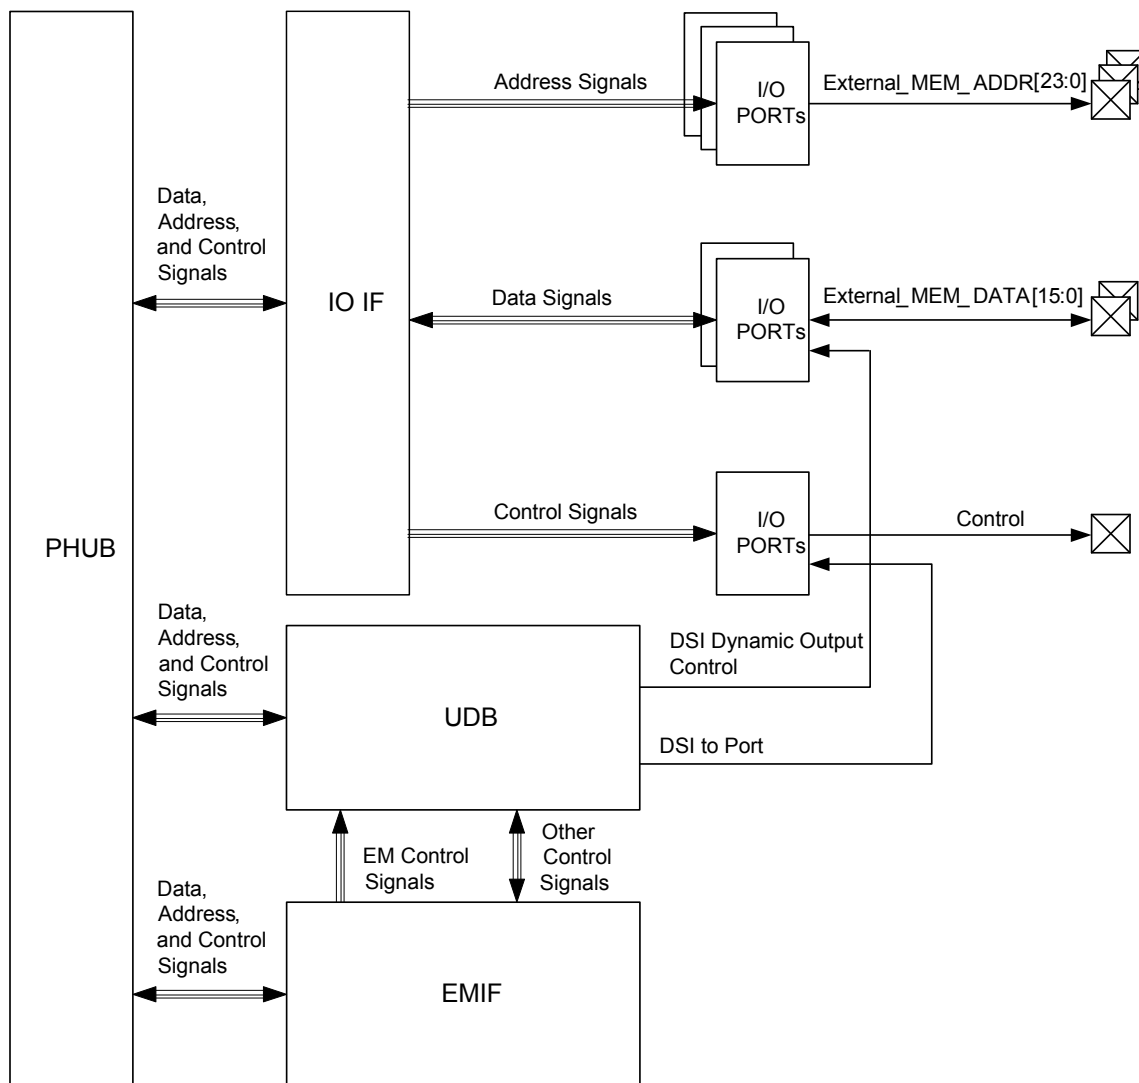 Address Signals
I/O
PORTs
External_MEM_ADDR[23:0]
Data,
Address,
and Control
Signals
IO IF
Data Signals
I/O
PORTs
External_MEM_DATA[15:0]
PHUB
Control Signals
I/O
PORTs
Control
Data,
Address,
and Control
Signals
UDB
DSI Dynamic Output
Control
DSI to Port
EM Control
Signals
Other
Control
Signals
Data,
Address,
and Control
Signals
EMIF